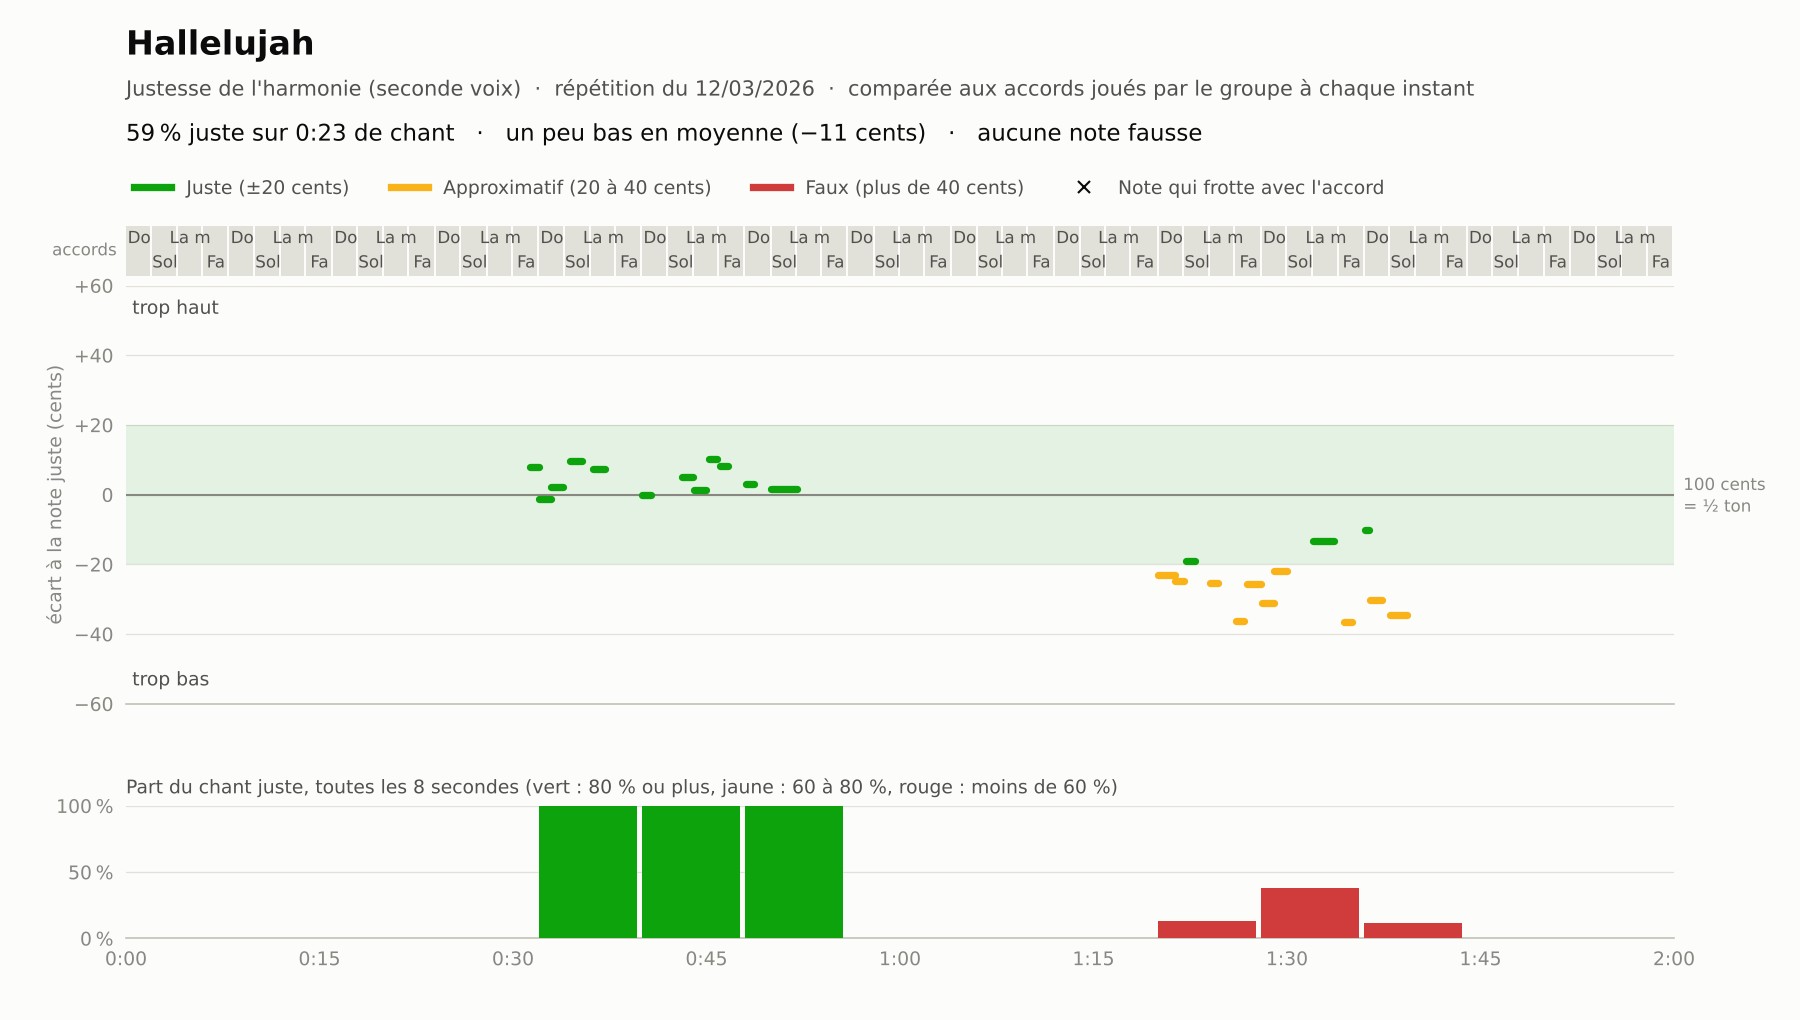 Hallelujah
Justesse de l'harmonie (seconde voix) · répétition du 12/03/2026 · comparée aux accords joués par le groupe à chaque instant
59 % juste sur 0:23 de chant · un peu bas en moyenne (−11 cents) · aucune note fausse
Juste (±20 cents) Approximatif (20 à 40 cents) Faux (plus de 40 cents) × Note qui frotte avec l'accord
Do La m Do La m Do La m Do La m Do La m Do La m Do La m Do La m Do La m Do La m Do La m Do La m Do La m Do La m Do La m
accords
Sol Fa Sol Fa Sol Fa Sol Fa Sol Fa Sol Fa Sol Fa Sol Fa Sol Fa Sol Fa Sol Fa Sol Fa Sol Fa Sol Fa Sol Fa
+60
trop haut
+40
+20
écart à la note juste (cents)
0
100 cents
= ½ ton
−20
−40
trop bas
−60
Part du chant juste, toutes les 8 secondes (vert : 80 % ou plus, jaune : 60 à 80 %, rouge : moins de 60 %)
100 %
50 %
0 %
0:00 0:15 0:30 0:45 1:00 1:15 1:30 1:45 2:00